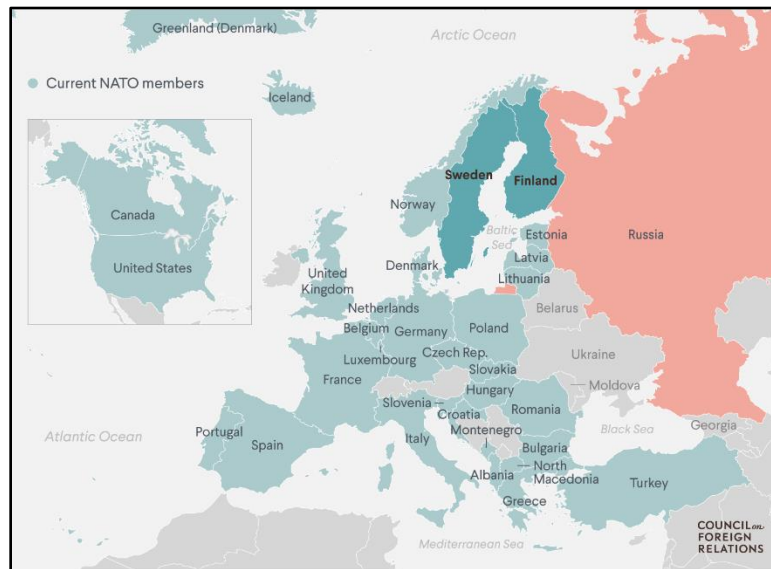 Greenland (Denmark)
Arctic Ocean
Current NATO members
Iceland
Canada
United States
Sweden
Finland
Norway
Baltic
Sea
Estonia
Latvia
Lithuania
Russia
United
Kingdom
Denmark
Netherlands
Belgium
Germany
Poland
Belarus
Luxembourg
Czech Rep.
Ukraine
France
Slovakia
Hungary
Moldova
Slovenia
Croatia
Romania
Georgia
Atlantic Ocean
Portugal
Spain
Italy
Montenegro
Black Sea
Bulgaria
Albania
North
Macedonia
Turkey
Greece
Mediterranean Sea
COUNCIL on
FOREIGN
RELATIONS